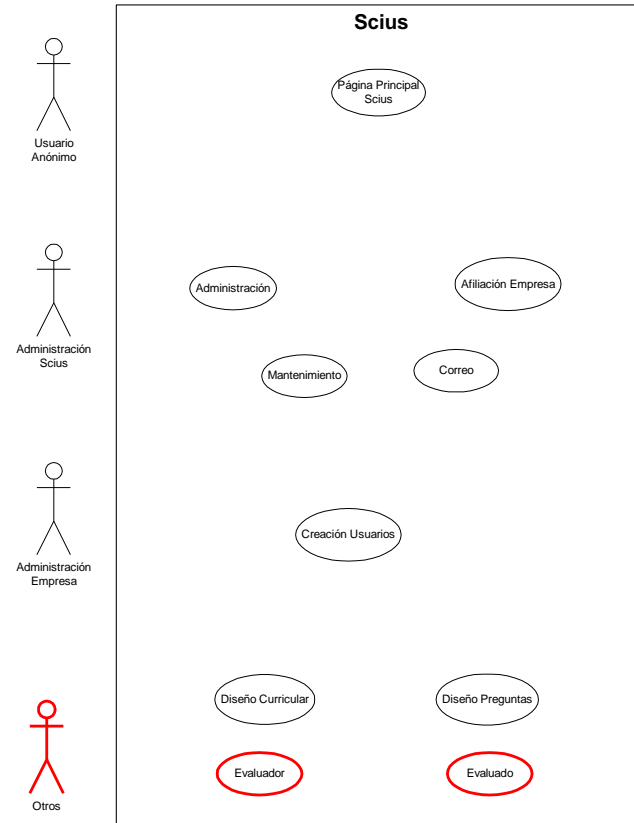 Scius
Página Principal
Scius
Usuario
Anónimo
Administración
Afiliación Empresa
Administración
Scius
Mantenimiento
Correo
Creación Usuarios
Administración
Empresa
Diseño Curricular
Diseño Preguntas
Evaluador
Evaluado
Otros